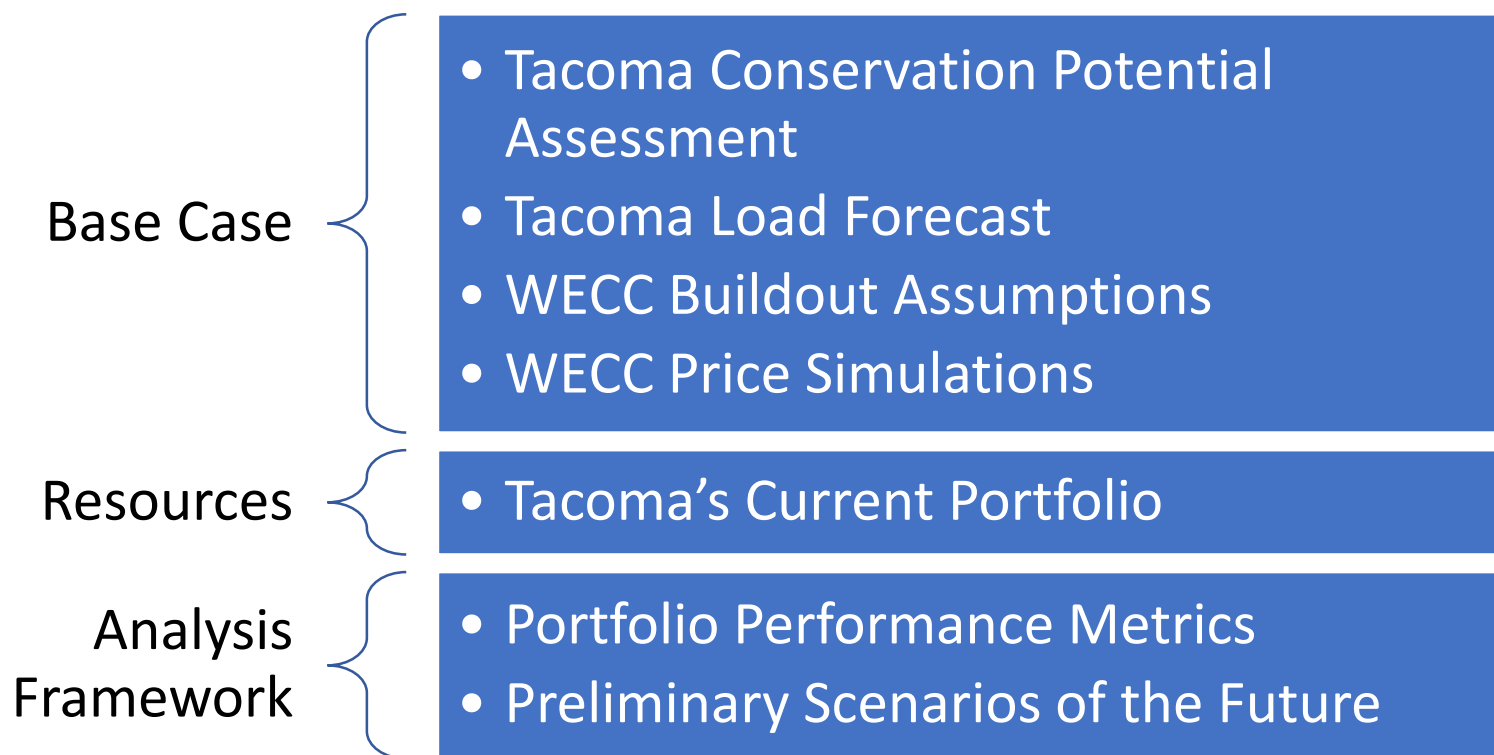 Base Case
• Tacoma Conservation Potential
Assessment
• Tacoma Load Forecast
• WECC Buildout Assumptions
• WECC Price Simulations
Resources
• Tacoma’s Current Portfolio
Analysis
Framework
• Portfolio Performance Metrics
• Preliminary Scenarios of the Future